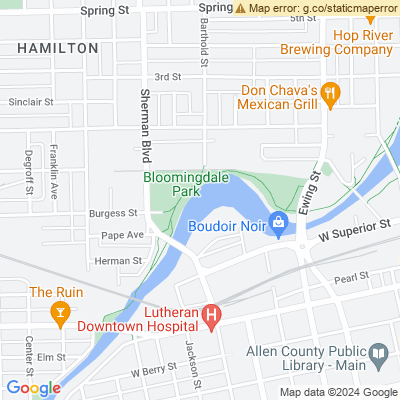 Map error: g.co/staticmaperror
Spring St
Spring St
5th St
HAMILTON
Barthold St
Hop River
Brewing Company
3rd St
Don Chava's
Mexican Grill
Sinclair St
Sherman Blvd
Degroff St
Franklin Ave
Bloomingdale
Park
Ewing St
Burgess St
Boudoir Noir
W Superior St
Pape Ave
Herman St
Pearl St
The Ruin
Lutheran
Downtown Hospital
H
Center St
Elm St
Jackson St
W Berry St
Allen County Public
Library - Main
Google
Map data ©2024 Google